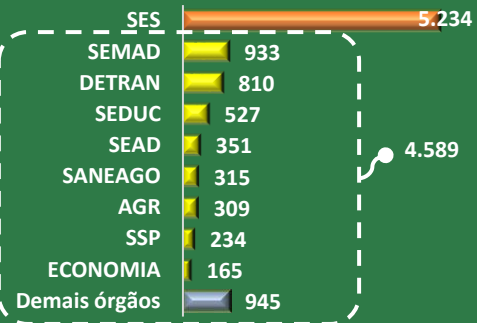 SES 5.234
SEMAD 933
DETRAN 810
SEDUC 527
SEAD 351
4.589
SANEAGO 315
AGR 309
SSP 234
ECONOMIA 165
Demais órgãos 945